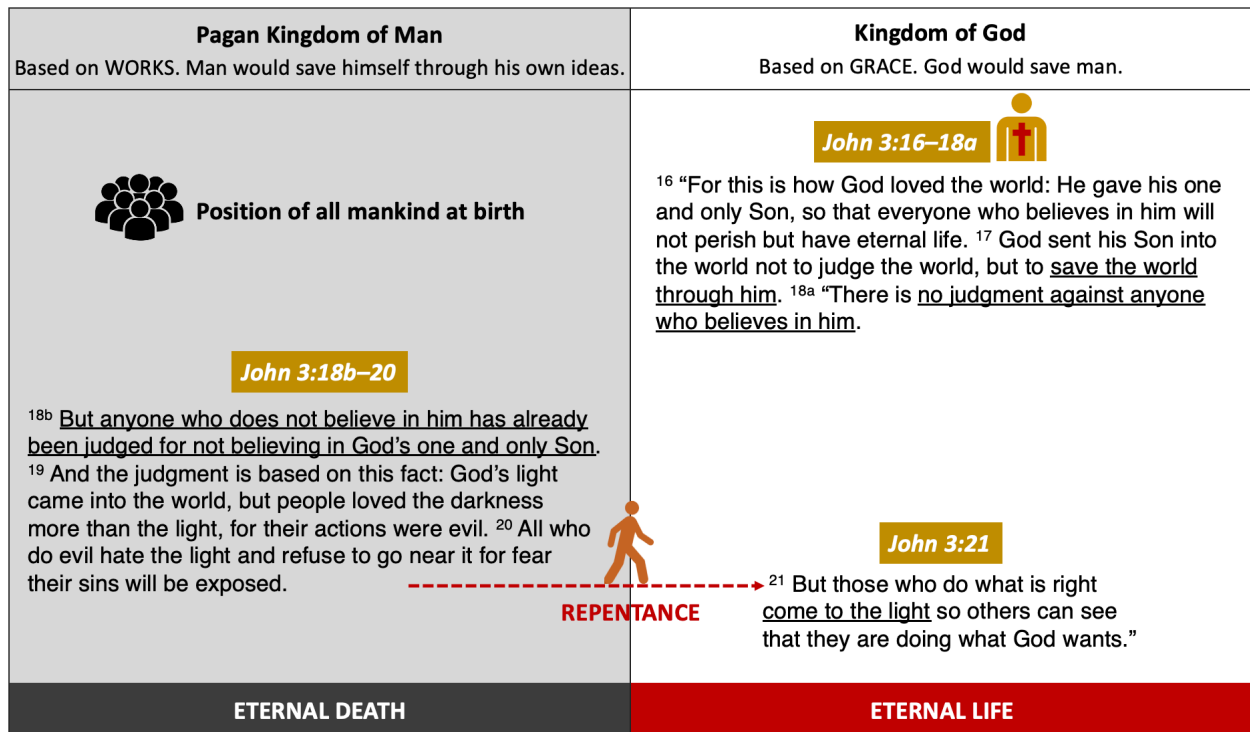 Pagan Kingdom of Man
Based on WORKS. Man would save himself through his own ideas.
Position of all mankind at birth
John 3:18b–20
18b But anyone who does not believe in him has already
been judged for not believing in God’s one and only Son.
19 And the judgment is based on this fact: God’s light
came into the world, but people loved the darkness
more than the light, for their actions were evil. 20 All who
do evil hate the light and refuse to go near it for fear
their sins will be exposed.
REPENTANCE
ETERNAL DEATH
Kingdom of God
Based on GRACE. God would save man.
John 3:16–18a
16 “For this is how God loved the world: He gave his one
and only Son, so that everyone who believes in him will
not perish but have eternal life. 17 God sent his Son into
the world not to judge the world, but to save the world
through him. 18a “There is no judgment against anyone
who believes in him.
John 3:21
21 But those who do what is right
come to the light so others can see
that they are doing what God wants.”
ETERNAL LIFE